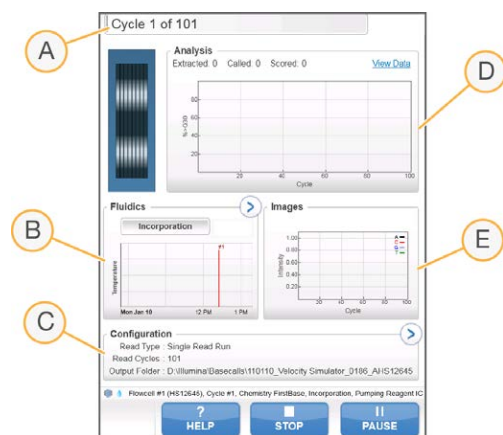 Cycle 1 of 101
A
Analysis
Extracted: 0 Called: 0 Scored: 0 View Data
D
%>Q30
80
60
40
20
20 40 60 80 100
Cycle
Fluidics
Images
Incorporation
B
Temperature
#1
Mon Jan 10 12 PM 1 PM
E
Intensity
1.00
0.80
0.60
0.40
0.20
A
C
G
T
20 40 60 80 100
Cycle
C
Configuration
Read Type : Single Read Run
Read Cycles : 101
Output Folder : D:\Illumina\Basecalls\110110_Velocity Simulator_0186_AHS12645
Flowcell #1 (HS12645), Cycle #1, Chemistry FirstBase, Incorporation, Pumping Reagent IC
?
HELP
STOP
PAUSE